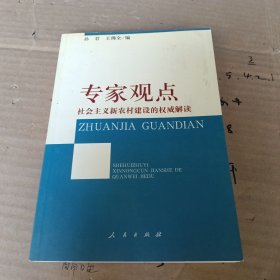 专家观点
社会主义新农村建设的权威解读
ZHUANJIA GUANDIAN
SHEHUIZHUYI
XINNONGCUN JIANSHE DE
QUANWEI JIEDU
人民出版社